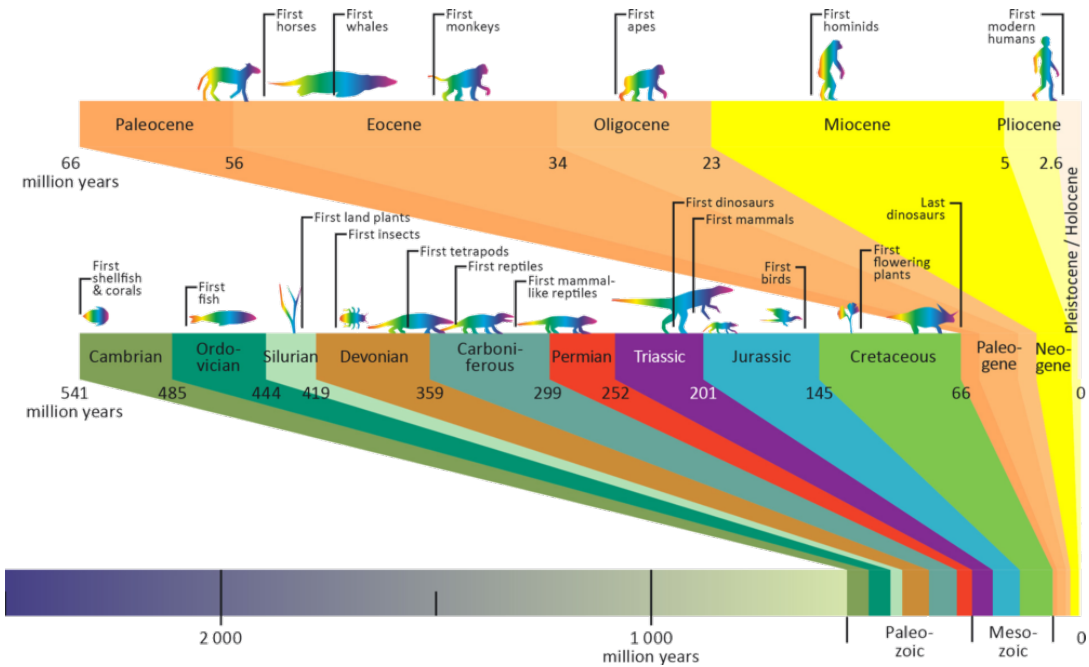 First
horses
First
whales
First
monkeys
First
apes
First
hominids
First
modern
humans
Paleocene
Eocene
Oligocene
Miocene
Pliocene
66
56
34
23
5
2.6
million years
Pleistocene / Holocene
First land plants
First insects
First tetrapods
First reptiles
First mammal-
like reptiles
First dinosaurs
First mammals
Last
dinosaurs
First
shellfish
& corals
First
fish
First
birds
First
flowering
plants
Cambrian
Ordo-
vician
Silurian
Devonian
Carboni-
ferous
Permian
Triassic
Jurassic
Cretaceous
Paleo-
gene
Neo-
gene
541
485
444
419
359
299
252
201
145
66
0
million years
2 000
1 000
million years
Paleo-
zoic
Meso-
zoic
0